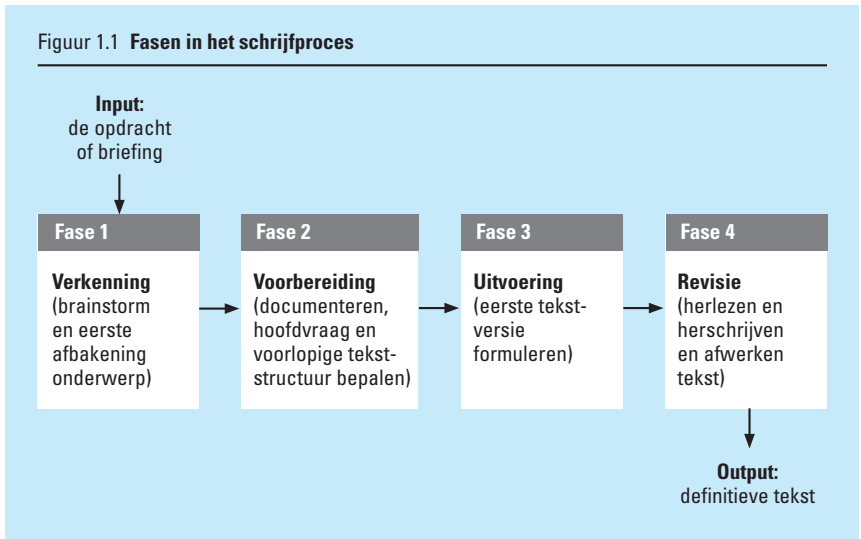 Figuur 1.1 Fasen in het schrijfproces
Input:
de opdracht
of briefing
Fase 1
Verkenning
(brainstorm
en eerste
afbakening
onderwerp)
Fase 2
Voorbereiding
(documenteren,
hoofdvraag en
voorlopige tekst-
structuur bepalen)
Fase 3
Uitvoering
(eerste tekst-
versie
formuleren)
Fase 4
Revisie
(herlezen en
herschrijven
en afwerken
tekst)
Output:
definitieve tekst